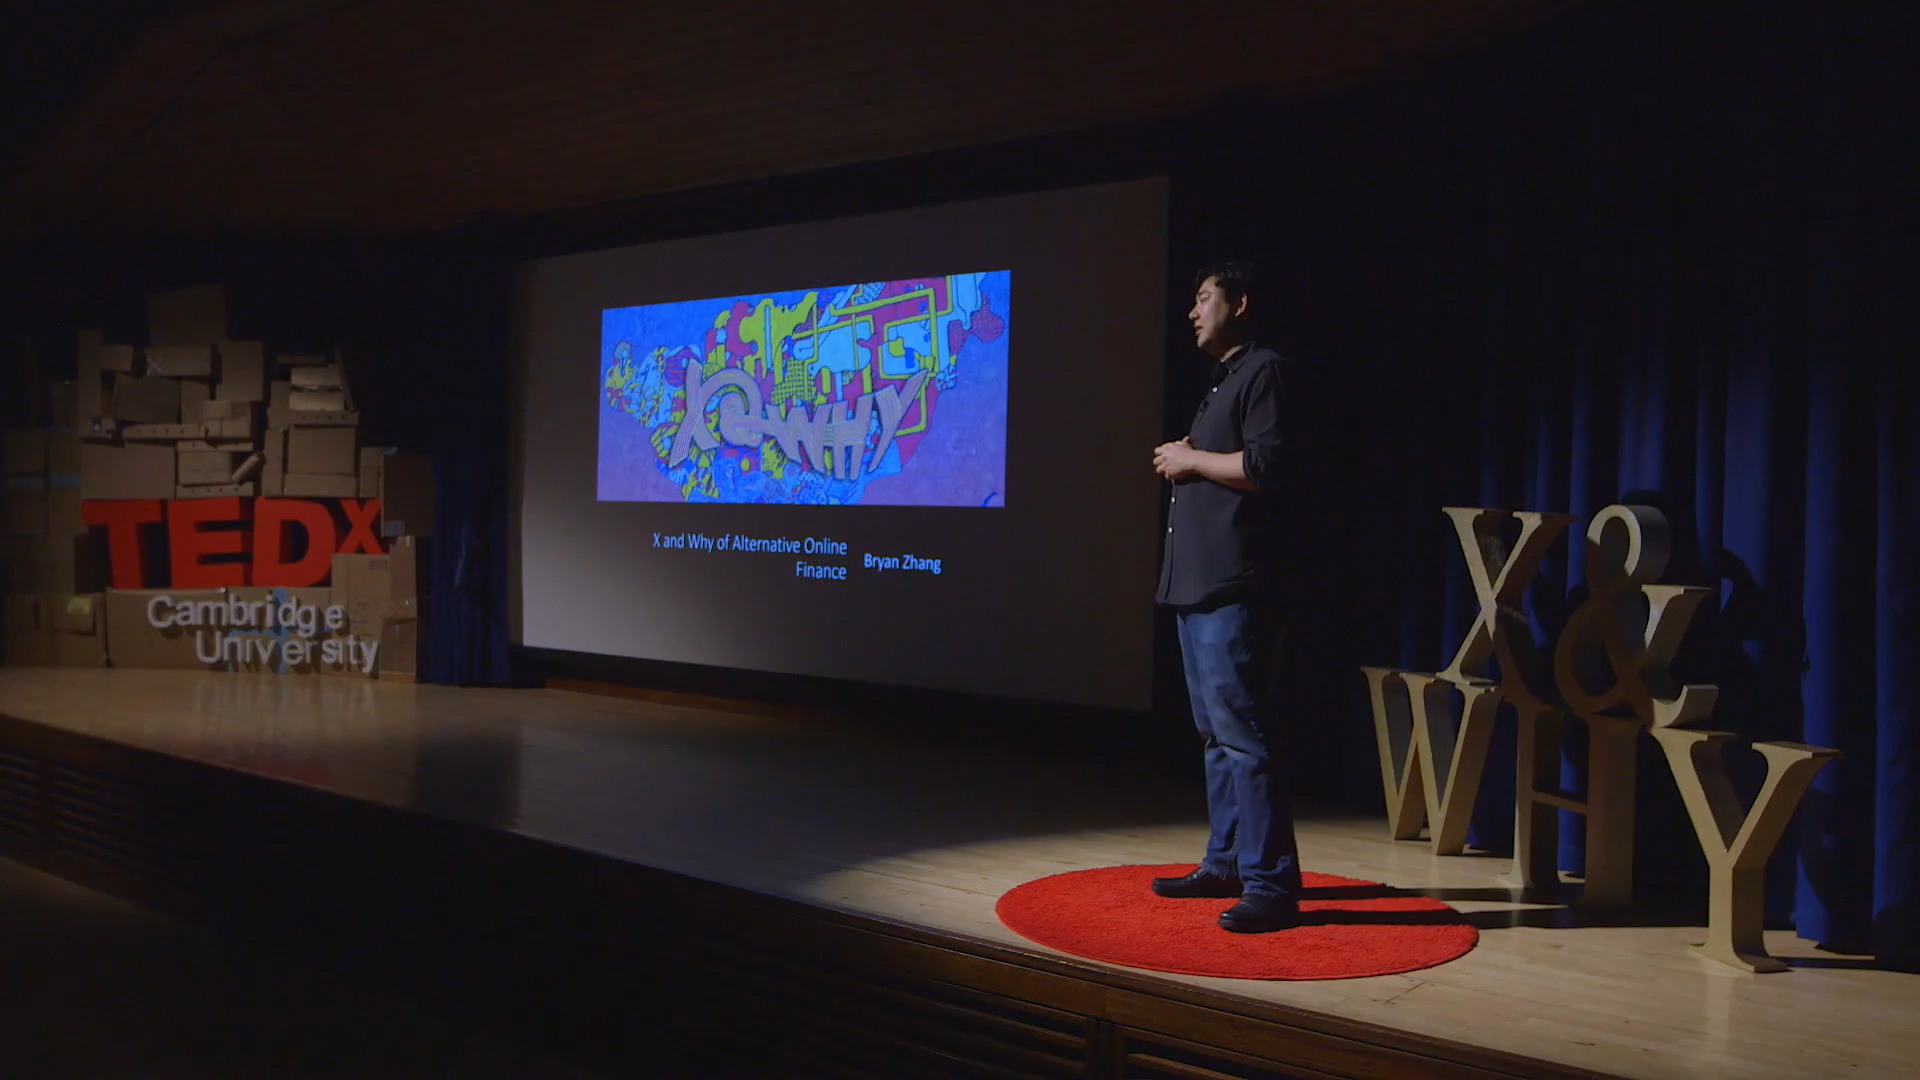 TEDx
Cambridge
University
X & WHY
X and Why of Alternative Online
Finance
Bryan Zhang
X&
WHY